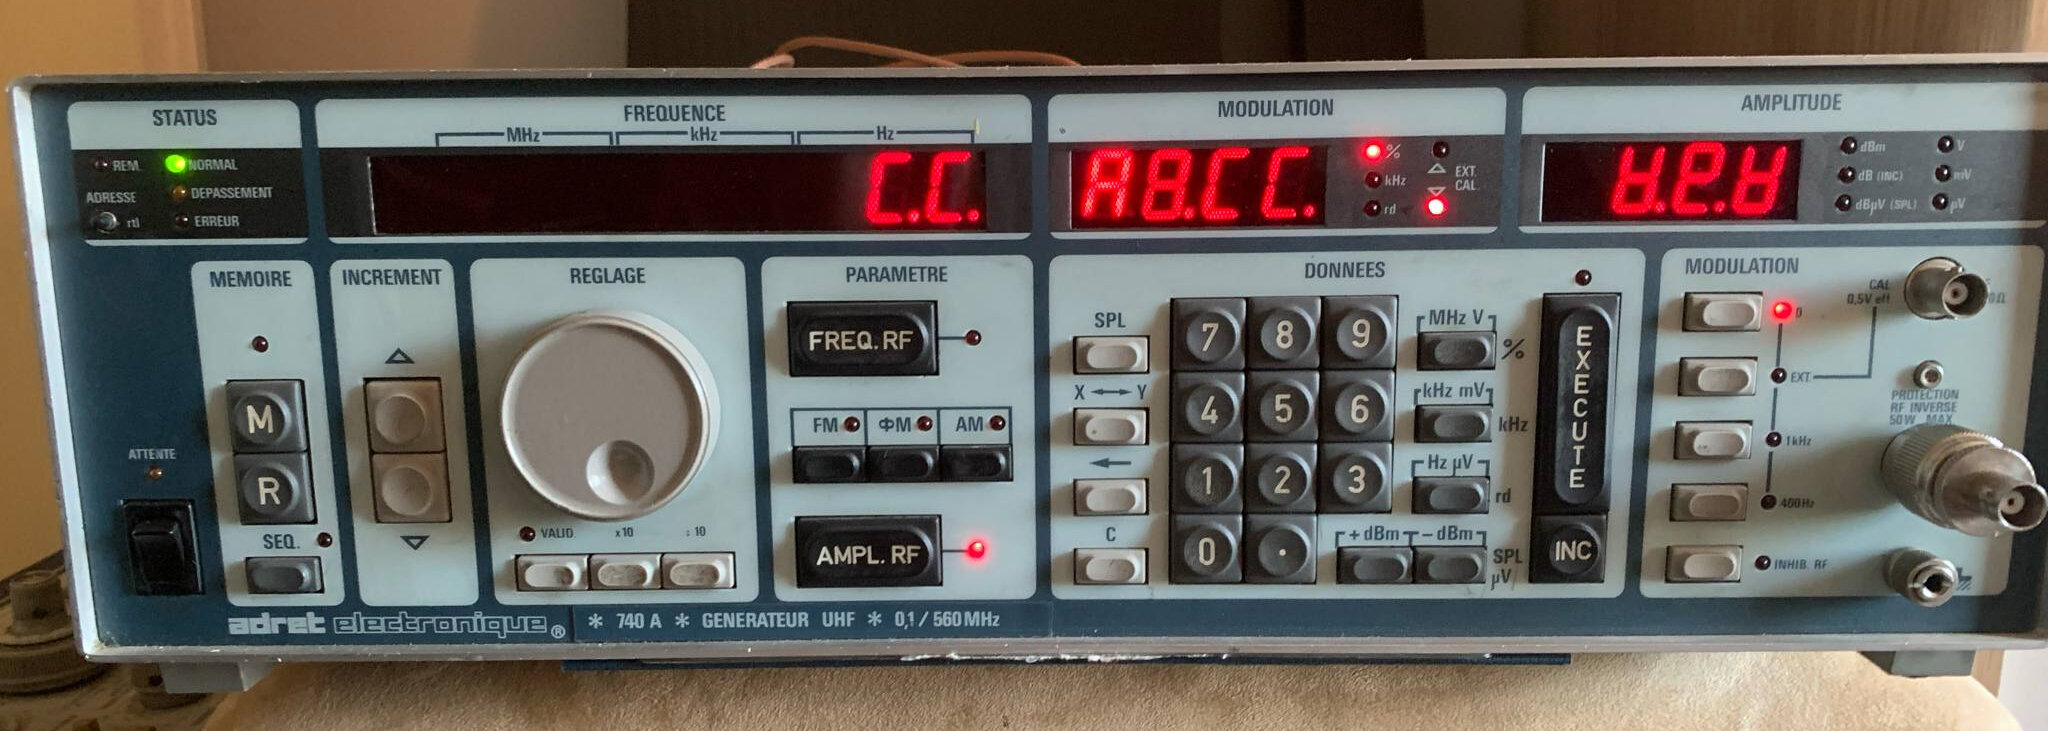 STATUS
FREQUENCE
MODULATION
AMPLITUDE
MHz kHz Hz
REM. NORMAL
ADRESSE DEPASSEMENT
rtl ERREUR
C.C.
A8.CC.
% kHz rd
EXT.
CAL.
dBm V
dB (INC) mV
dBµV (SPL) µV
MEMOIRE
INCREMENT
REGLAGE
PARAMETRE
DONNEES
MODULATION
M
R
SEQ.
ATTENTE
VALID. x10 : 10
FREQ.RF
FM ΦM AM
AMPL.RF
SPL
X ⟷ Y
←
C
7 8 9
4 5 6
1 2 3
0 .
MHz V %
kHz mV kHz
Hz µV rd
+dBm -dBm SPL
µV
EXECUTE
INC
CAL
0,5V eff
EXT.
1kHz
400Hz
INHIB. RF
PROTECTION
RF INVERSE
50W MAX
adret electronique ®
* 740 A * GENERATEUR UHF * 0,1 / 560 MHz